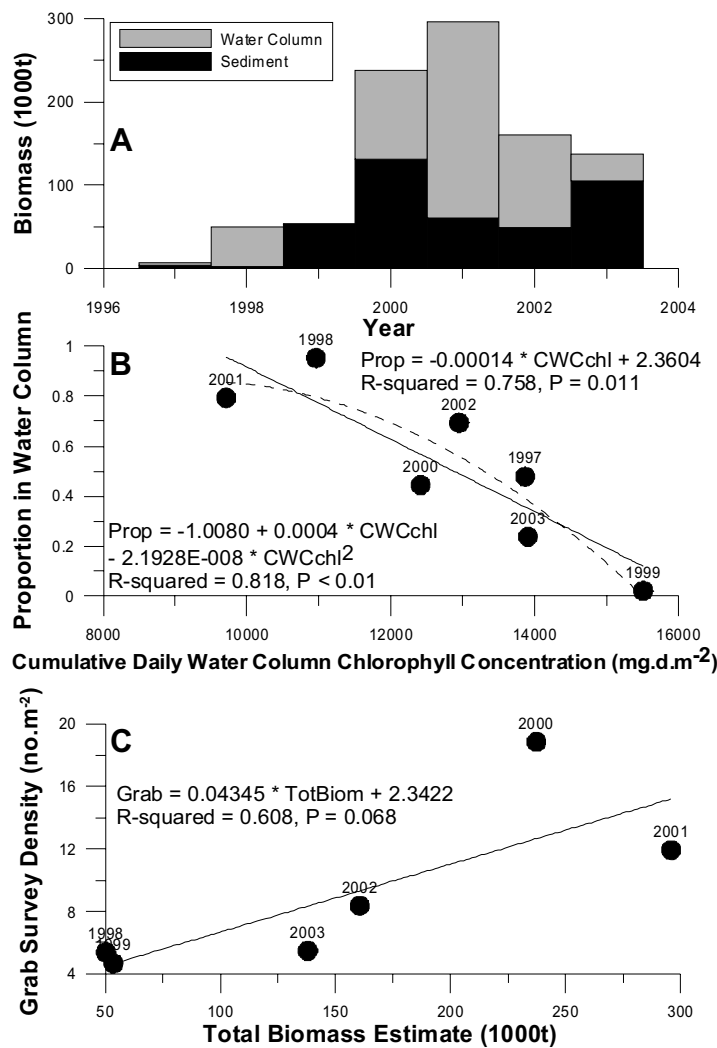 300
Water Column
Sediment
A
200
100
0
Biomass (1000t)
1996
1998
2000
2002
2004
Year
B
1998
Prop = -0.00014 * CWCchl + 2.3604
R-squared = 0.758, P = 0.011
2001
2002
2000
1997
2003
1999
Prop = -1.0080 + 0.0004 * CWCchl
- 2.1928E-008 * CWCchl2
R-squared = 0.818, P < 0.01
1
0.8
0.6
0.4
0.2
0
Proportion in Water Column
8000
10000
12000
14000
16000
Cumulative Daily Water Column Chlorophyll Concentration (mg.d.m-2)
C
2000
Grab = 0.04345 * TotBiom + 2.3422
R-squared = 0.608, P = 0.068
2001
2002
1998
1999
2003
20
16
12
8
4
Grab Survey Density (no.m-2)
50
100
150
200
250
300
Total Biomass Estimate (1000t)